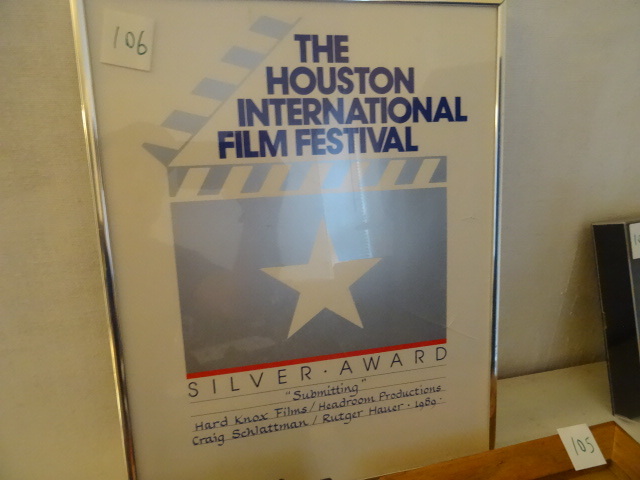 106
THE
HOUSTON
INTERNATIONAL
FILM FESTIVAL
SILVER · AWARD
"Submitting"
Hard Knox Films / Headroom Productions
Craig Schlattman / Rutger Hauer · 1989 ·
105